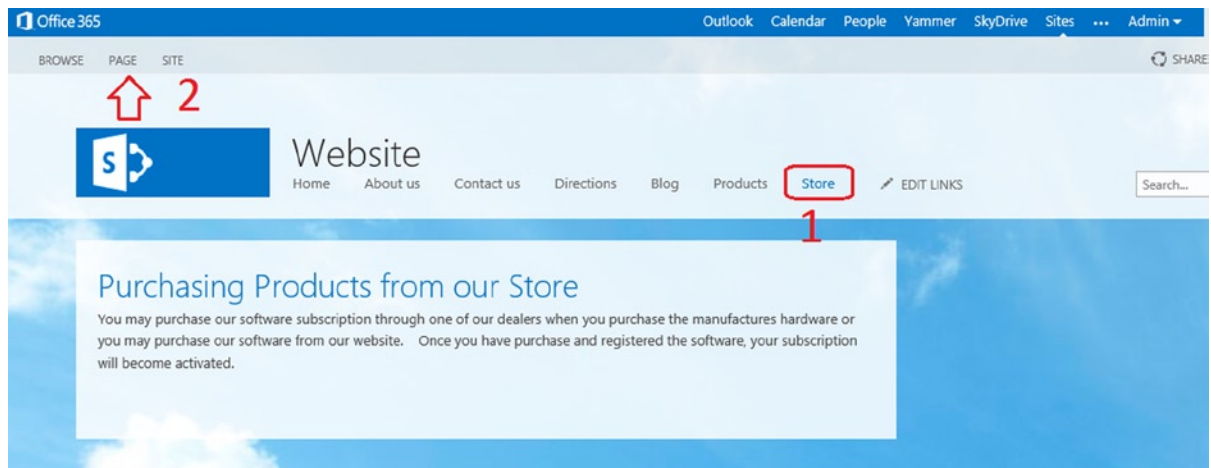 Office 365 Outlook Calendar People Yammer SkyDrive Sites ... Admin
BROWSE PAGE SITE SHARE
2
Website
Home About us Contact us Directions Blog Products Store EDIT LINKS Search...
S
1
Purchasing Products from our Store
You may purchase our software subscription through one of our dealers when you purchase the manufactures hardware or
you may purchase our software from our website. Once you have purchase and registered the software, your subscription
will become activated.